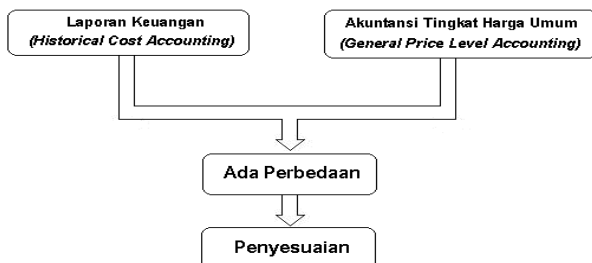 Laporan Keuangan
(Historical Cost Accounting)
Akuntansi Tingkat Harga Umum
(General Price Level Accounting)
Ada Perbedaan
Penyesuaian